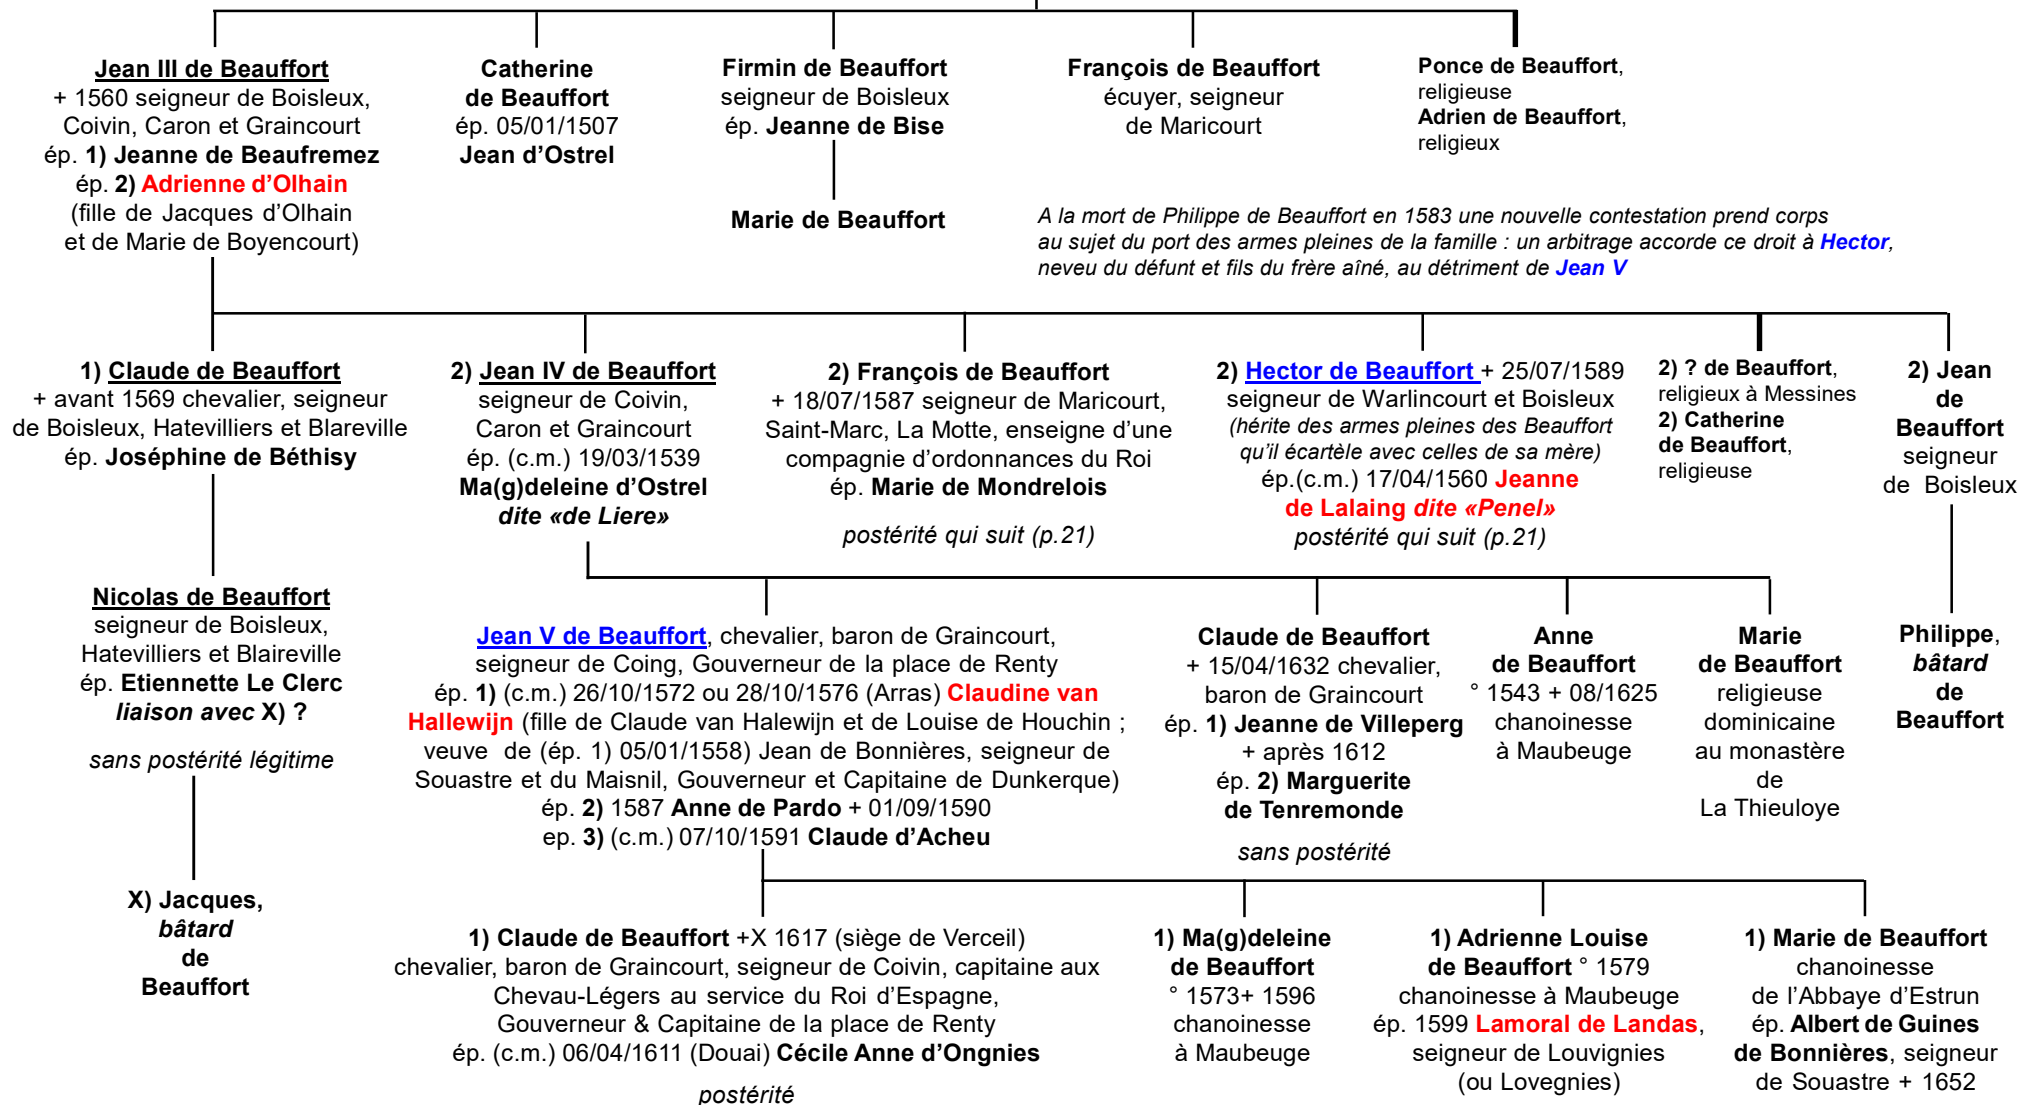 Jean III de Beauffort
+ 1560 seigneur de Boisleux,
Coivin, Caron et Graincourt
ép. 1) Jeanne de Beaufremez
ép. 2) Adrienne d’Olhain
(fille de Jacques d’Olhain
et de Marie de Boyencourt)
Catherine
de Beauffort
ép. 05/01/1507
Jean d’Ostrel
Firmin de Beauffort
seigneur de Boisleux
ép. Jeanne de Bise
Marie de Beauffort
François de Beauffort
écuyer, seigneur
de Maricourt
Ponce de Beauffort,
religieuse
Adrien de Beauffort,
religieux
A la mort de Philippe de Beauffort en 1583 une nouvelle contestation prend corps
au sujet du port des armes pleines de la famille : un arbitrage accorde ce droit à Hector,
neveu du défunt et fils du frère aîné, au détriment de Jean V
1) Claude de Beauffort
+ avant 1569 chevalier, seigneur
de Boisleux, Hatevilliers et Blareville
ép. Joséphine de Béthisy
2) Jean IV de Beauffort
seigneur de Coivin,
Caron et Graincourt
ép. (c.m.) 19/03/1539
Ma(g)deleine d’Ostrel
dite «de Liere»
2) François de Beauffort
+ 18/07/1587 seigneur de Maricourt,
Saint-Marc, La Motte, enseigne d’une
compagnie d’ordonnances du Roi
ép. Marie de Mondrelois
postérité qui suit (p.21)
2) Hector de Beauffort + 25/07/1589
seigneur de Warlincourt et Boisleux
(hérite des armes pleines des Beauffort
qu’il écartèle avec celles de sa mère)
ép.(c.m.) 17/04/1560 Jeanne
de Lalaing dite «Penel»
postérité qui suit (p.21)
2) ? de Beauffort,
religieux à Messines
2) Catherine
de Beauffort,
religieuse
2) Jean
de
Beauffort
seigneur
de Boisleux
Nicolas de Beauffort
seigneur de Boisleux,
Hatevilliers et Blaireville
ép. Etiennette Le Clerc
liaison avec X) ?
sans postérité légitime
Jean V de Beauffort, chevalier, baron de Graincourt,
seigneur de Coing, Gouverneur de la place de Renty
ép. 1) (c.m.) 26/10/1572 ou 28/10/1576 (Arras) Claudine van
Hallewijn (fille de Claude van Halewijn et de Louise de Houchin ;
veuve de (ép. 1) 05/01/1558) Jean de Bonnières, seigneur de
Souastre et du Maisnil, Gouverneur et Capitaine de Dunkerque)
ép. 2) 1587 Anne de Pardo + 01/09/1590
ep. 3) (c.m.) 07/10/1591 Claude d’Acheu
Claude de Beauffort
+ 15/04/1632 chevalier,
baron de Graincourt
ép. 1) Jeanne de Villeperg
+ après 1612
ép. 2) Marguerite
de Tenremonde
sans postérité
Anne
de Beauffort
° 1543 + 08/1625
chanoinesse
à Maubeuge
Marie
de Beauffort
religieuse
dominicaine
au monastère
de
La Thieuloye
Philippe,
bâtard
de
Beauffort
X) Jacques,
bâtard
de
Beauffort
1) Claude de Beauffort +X 1617 (siège de Verceil)
chevalier, baron de Graincourt, seigneur de Coivin, capitaine aux
Chevau-Légers au service du Roi d’Espagne,
Gouverneur & Capitaine de la place de Renty
ép. (c.m.) 06/04/1611 (Douai) Cécile Anne d’Ongnies
postérité
1) Ma(g)deleine
de Beauffort
° 1573+ 1596
chanoinesse
à Maubeuge
1) Adrienne Louise
de Beauffort ° 1579
chanoinesse à Maubeuge
ép. 1599 Lamoral de Landas,
seigneur de Louvignies
(ou Lovegnies)
1) Marie de Beauffort
chanoinesse
de l’Abbaye d’Estrun
ép. Albert de Guines
de Bonnières, seigneur
de Souastre + 1652